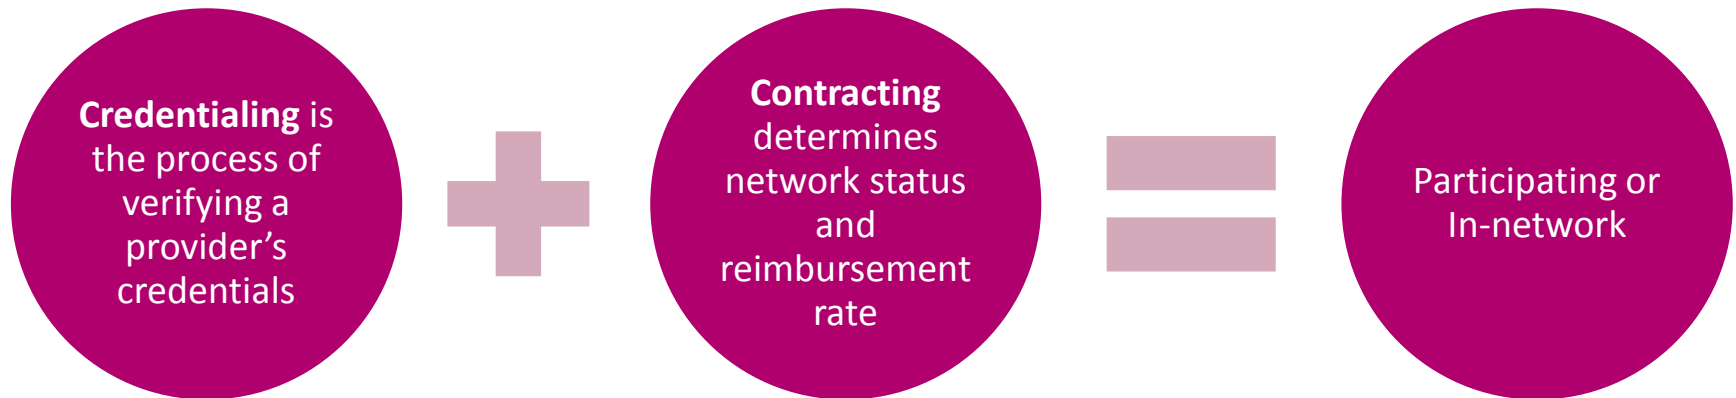 Credentialing is
the process of
verifying a
provider’s
credentials
Contracting
determines
network status
and
reimbursement
rate
Participating or
In-network